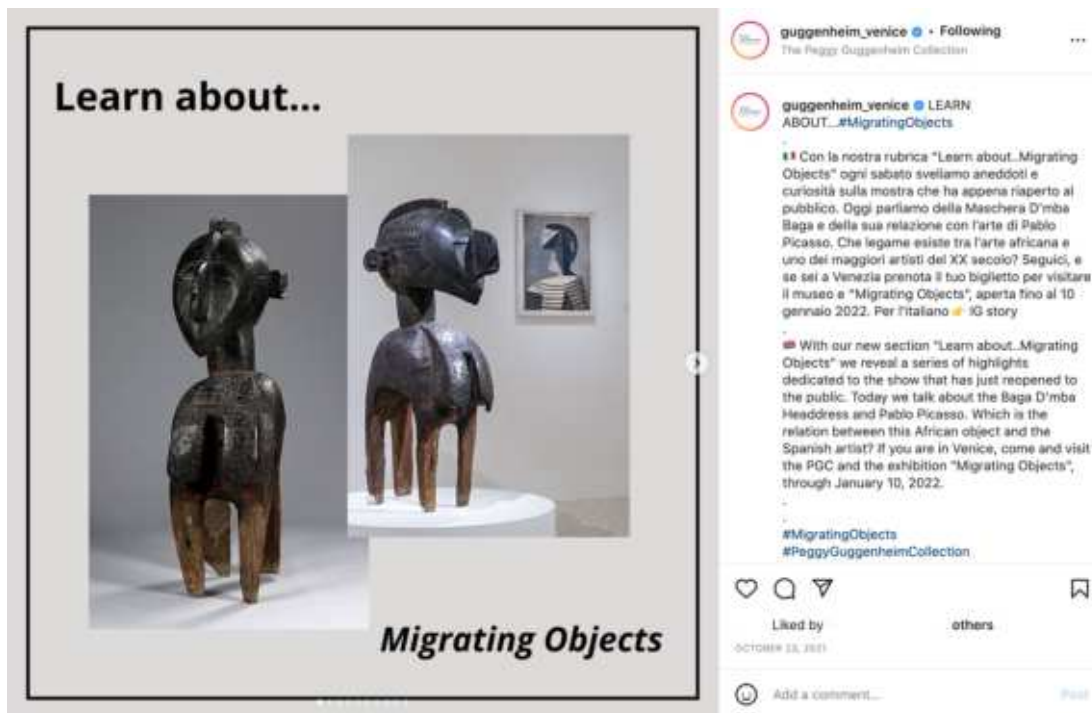 Learn about...
Migrating Objects
guggenheim_venice • Following
The Peggy Guggenheim Collection
guggenheim_venice LEARN
ABOUT...#MigratingObjects
.
Con la nostra rubrica "Learn about..Migrating
Objects" ogni sabato sveliamo aneddoti e
curiosità sulla mostra che ha appena riaperto al
pubblico. Oggi parliamo della Maschera D'mba
Baga e della sua relazione con l'arte di Pablo
Picasso. Che legame esiste tra l'arte africana e
uno dei maggiori artisti del XX secolo? Seguici, e
se sei a Venezia prenota il tuo biglietto per visitare
il museo e "Migrating Objects", aperta fino al 10
gennaio 2022. Per l'italiano 👉 IG story
.
With our new section "Learn about..Migrating
Objects" we reveal a series of highlights
dedicated to the show that has just reopened to
the public. Today we talk about the Baga D'mba
Headdress and Pablo Picasso. Which is the
relation between this African object and the
Spanish artist? If you are in Venice, come and visit
the PGC and the exhibition "Migrating Objects",
through January 10, 2022.
.
.
#MigratingObjects
#PeggyGuggenheimCollection
Liked by others
OCTOBER 23, 2021
Add a comment...
Post